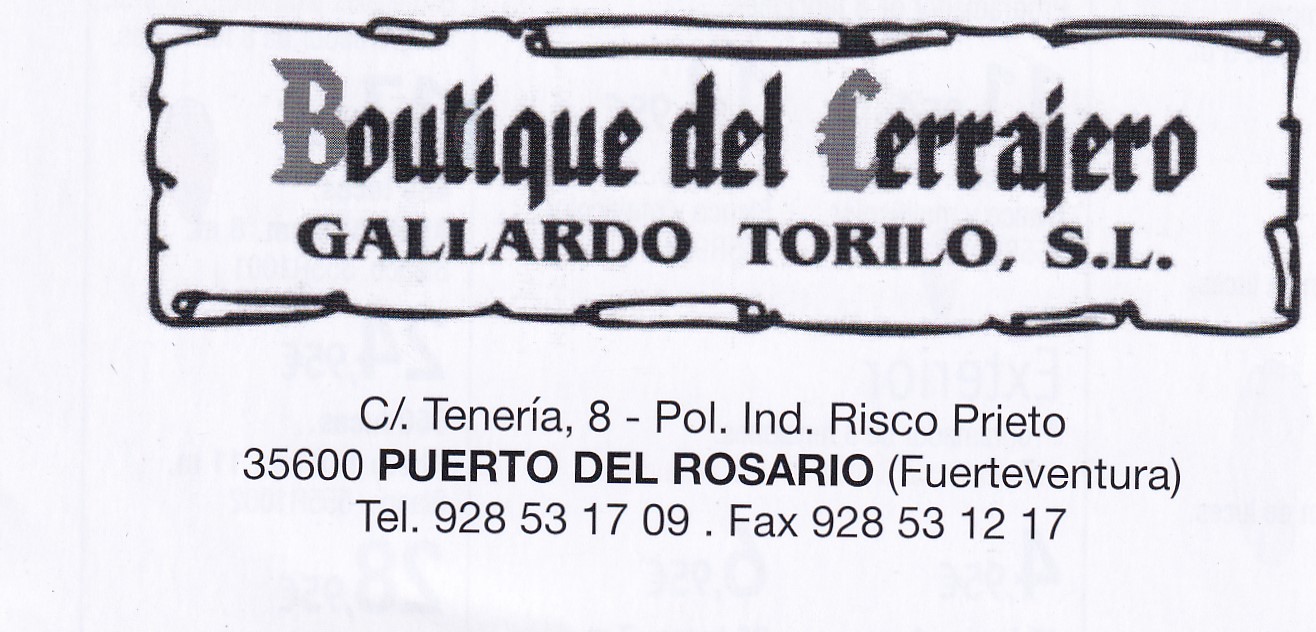 Boutique del Cerrajero
GALLARDO TORILO, S.L.
C/. Tenería, 8 - Pol. Ind. Risco Prieto
35600 PUERTO DEL ROSARIO (Fuerteventura)
Tel. 928 53 17 09 . Fax 928 53 12 17